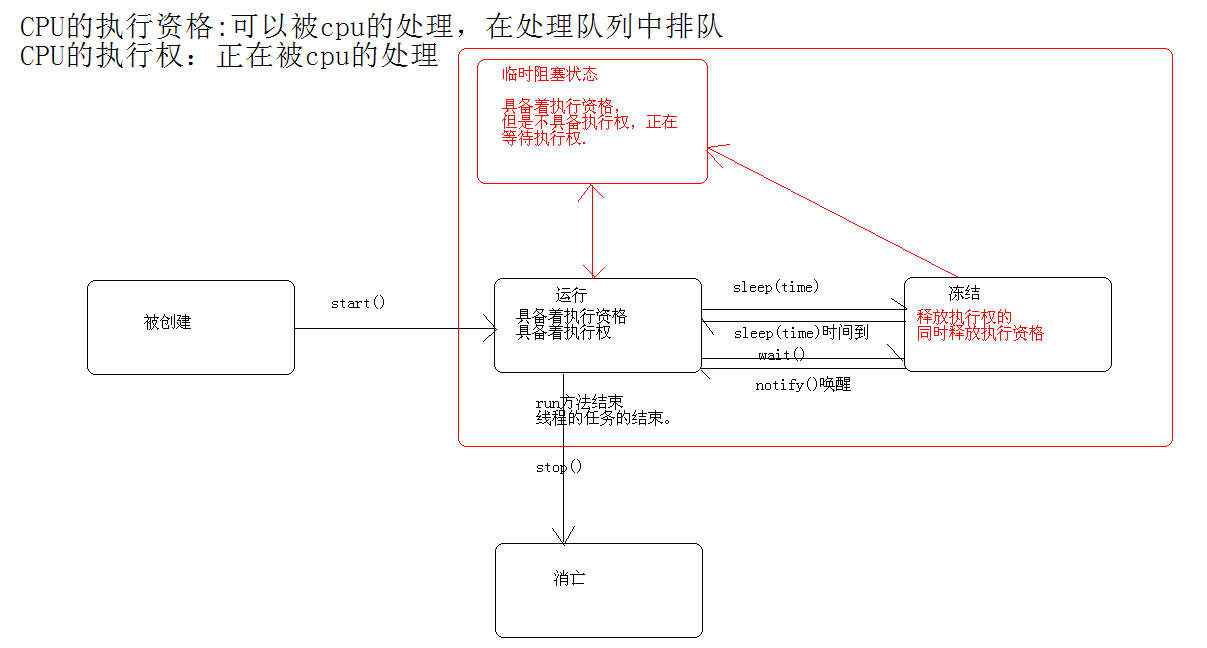 CPU的执行资格:可以被cpu的处理，在处理队列中排队
CPU的执行权：正在被cpu的处理
临时阻塞状态
具备着执行资格，
但是不具备执行权，正在
等待执行权.
被创建
start()
运行
具备着执行资格
具备着执行权
sleep(time)
sleep(time)时间到
wait()
notify()唤醒
冻结
释放执行权的
同时释放执行资格
run方法结束
线程的任务的结束。
stop()
消亡